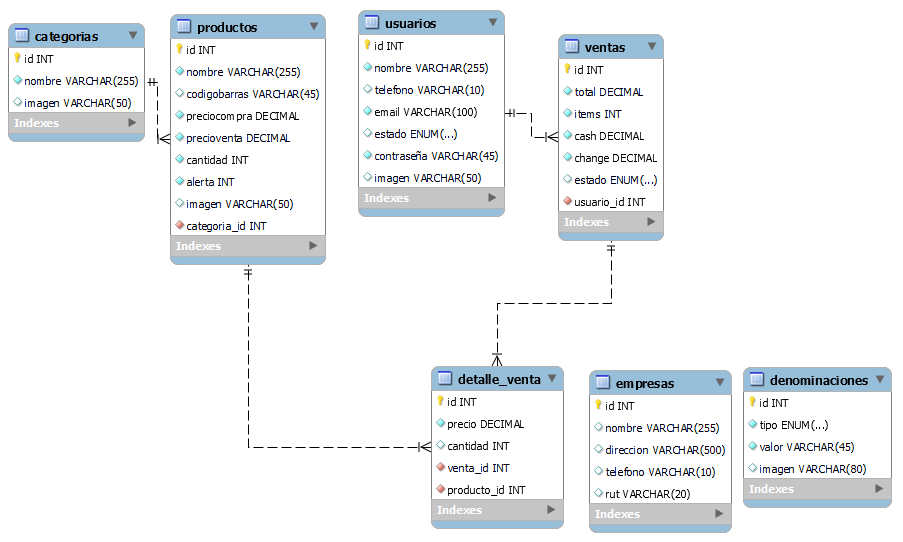 categorias
id INT
nombre VARCHAR(255)
imagen VARCHAR(50)
Indexes
productos
id INT
nombre VARCHAR(255)
codigobarras VARCHAR(45)
preciocompra DECIMAL
precioventa DECIMAL
cantidad INT
alerta INT
imagen VARCHAR(50)
categoria_id INT
Indexes
usuarios
id INT
nombre VARCHAR(255)
telefono VARCHAR(10)
email VARCHAR(100)
estado ENUM(...)
contraseña VARCHAR(45)
imagen VARCHAR(50)
Indexes
ventas
id INT
total DECIMAL
items INT
cash DECIMAL
change DECIMAL
estado ENUM(...)
usuario_id INT
Indexes
detalle_venta
id INT
precio DECIMAL
cantidad INT
venta_id INT
producto_id INT
Indexes
empresas
id INT
nombre VARCHAR(255)
direccion VARCHAR(500)
telefono VARCHAR(10)
rut VARCHAR(20)
Indexes
denominaciones
id INT
tipo ENUM(...)
valor VARCHAR(45)
imagen VARCHAR(80)
Indexes